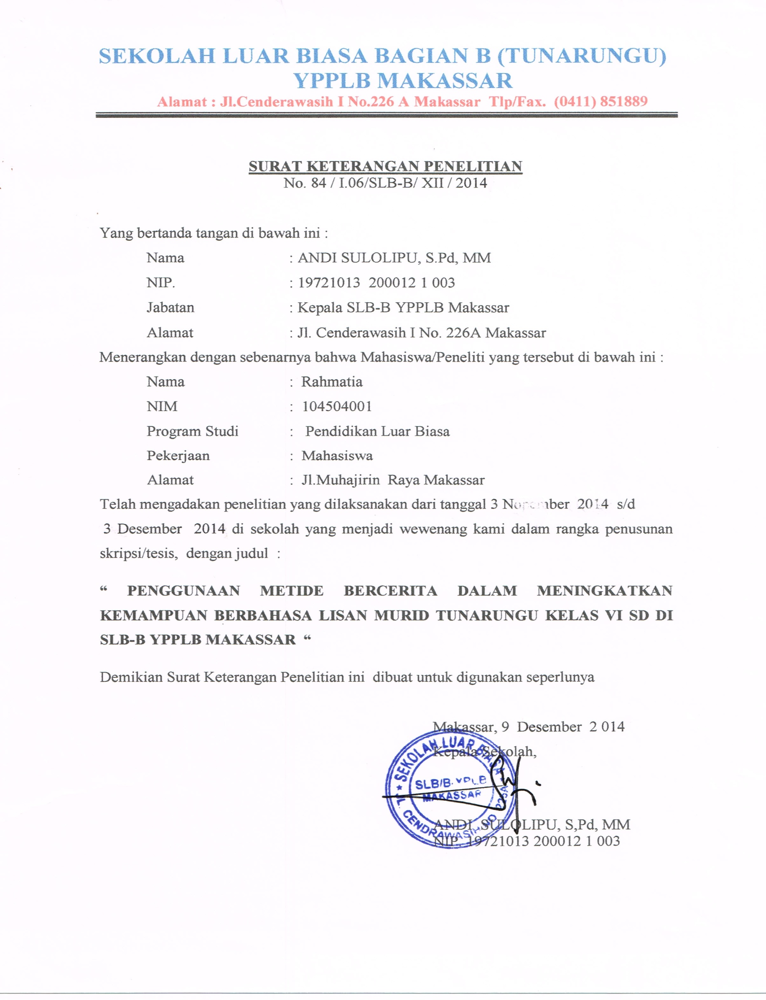 SEKOLAH LUAR BIASA BAGIAN B (TUNARUNGU)
YPPLB MAKASSAR
Alamat : Jl.Cenderawasih I No.226 A Makassar Tlp/Fax. (0411) 851889
SURAT KETERANGAN PENELITIAN
No. 84 / I.06/SLB-B/ XII / 2014
Yang bertanda tangan di bawah ini :
Nama : ANDI SULOLIPU, S.Pd, MM
NIP. : 19721013 200012 1 003
Jabatan : Kepala SLB-B YPPLB Makassar
Alamat : Jl. Cenderawasih I No. 226A Makassar
Menerangkan dengan sebenarnya bahwa Mahasiswa/Peneliti yang tersebut di bawah ini :
Nama : Rahmatia
NIM : 104504001
Program Studi : Pendidikan Luar Biasa
Pekerjaan : Mahasiswa
Alamat : Jl.Muhajirin Raya Makassar
Telah mengadakan penelitian yang dilaksanakan dari tanggal 3 Nopember 2014 s/d
3 Desember 2014 di sekolah yang menjadi wewenang kami dalam rangka penusunan
skripsi/tesis, dengan judul :
“ PENGGUNAAN METIDE BERCERITA DALAM MENINGKATKAN
KEMAMPUAN BERBAHASA LISAN MURID TUNARUNGU KELAS VI SD DI
SLB-B YPPLB MAKASSAR “
Demikian Surat Keterangan Penelitian ini dibuat untuk digunakan seperlunya
Makassar, 9 Desember 2 014
Kepala Sekolah,
SEKOLAH LUAR BIASA
SLB/B. YPLB
MAKASSAR
JL. CENDRAWASIH NO 226A
ANDI SULOLIPU, S,Pd, MM
NIP. 19721013 200012 1 003